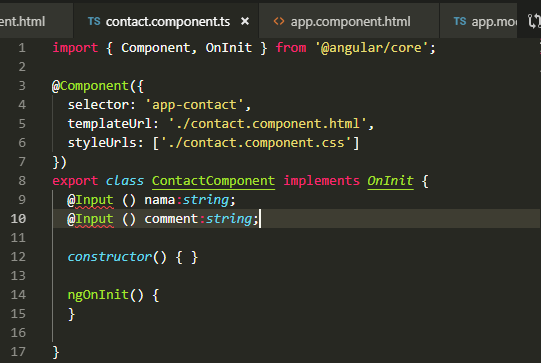 ent.html TS contact.component.ts × <> app.component.html TS app.mo
1 import { Component, OnInit } from '@angular/core';
2
3 @Component({
4 selector: 'app-contact',
5 templateUrl: './contact.component.html',
6 styleUrls: ['./contact.component.css']
7 })
8 export class ContactComponent implements OnInit {
9 @Input () nama:string;
10 @Input () comment:string;
11
12 constructor() { }
13
14 ngOnInit() {
15 }
16
17 }